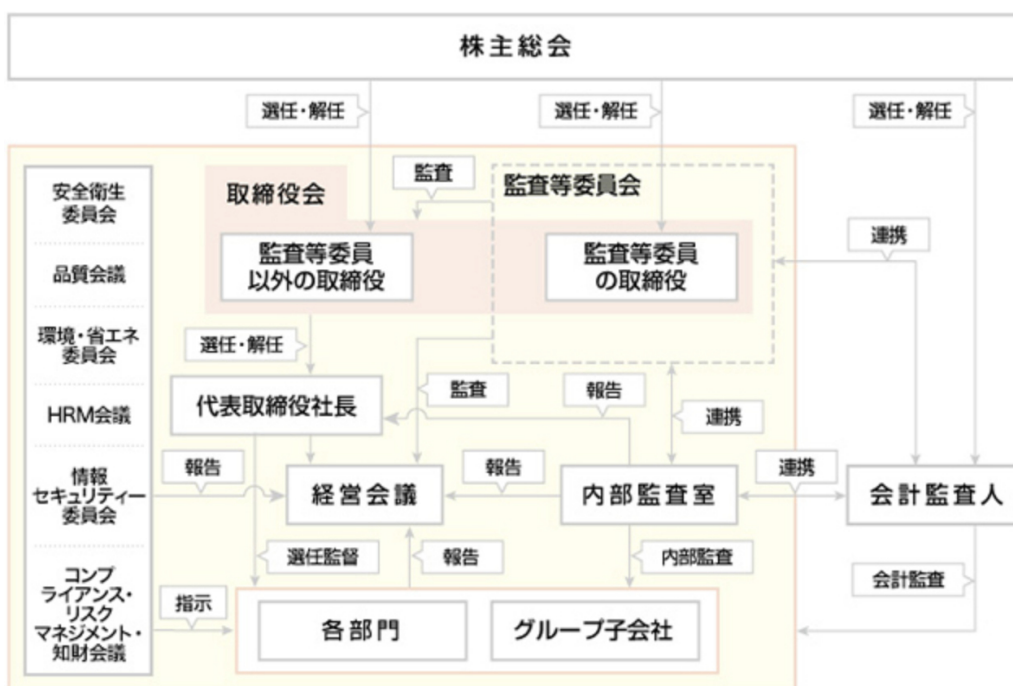 株主総会
選任・解任
選任・解任
選任・解任
安全衛生
委員会
品質会議
環境・省エネ
委員会
HRM会議
情報
セキュリティー
委員会
コンプ
ライアンス・
リスク
マネジメント・
知財会議
取締役会
監査
監査等委員会
監査等委員
以外の取締役
監査等委員
の取締役
連携
選任・解任
代表取締役社長
監査
報告
連携
報告
経営会議
報告
内部監査室
連携
会計監査人
選任監督
報告
内部監査
会計監査
指示
各部門
グループ子会社